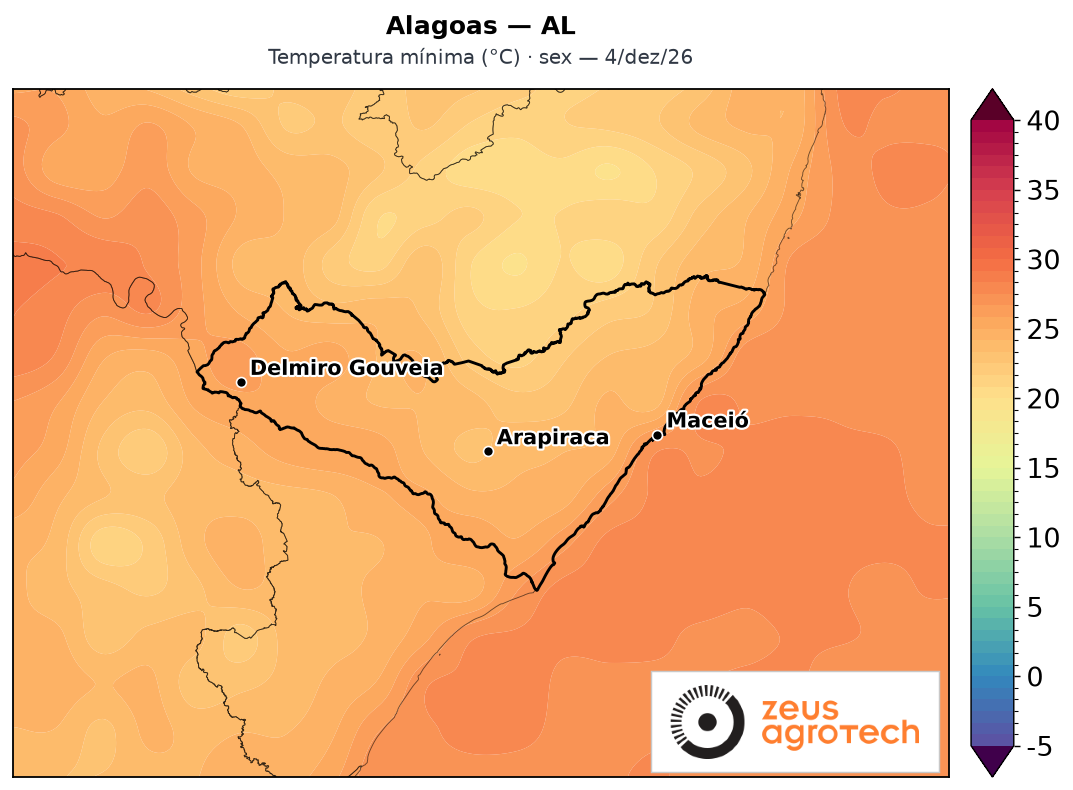 Alagoas — AL
Temperatura mínima (°C) · sex — 4/dez/26
40
35
30
25
20
15
10
5
0
-5
Delmiro Gouveia
Maceió
Arapiraca
zeus
agrotech